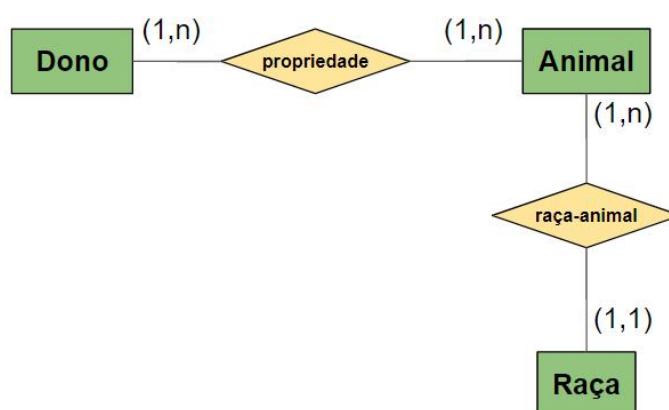 (1,n) (1,n)
Dono propriedade Animal
(1,n)
raça-animal
(1,1)
Raça